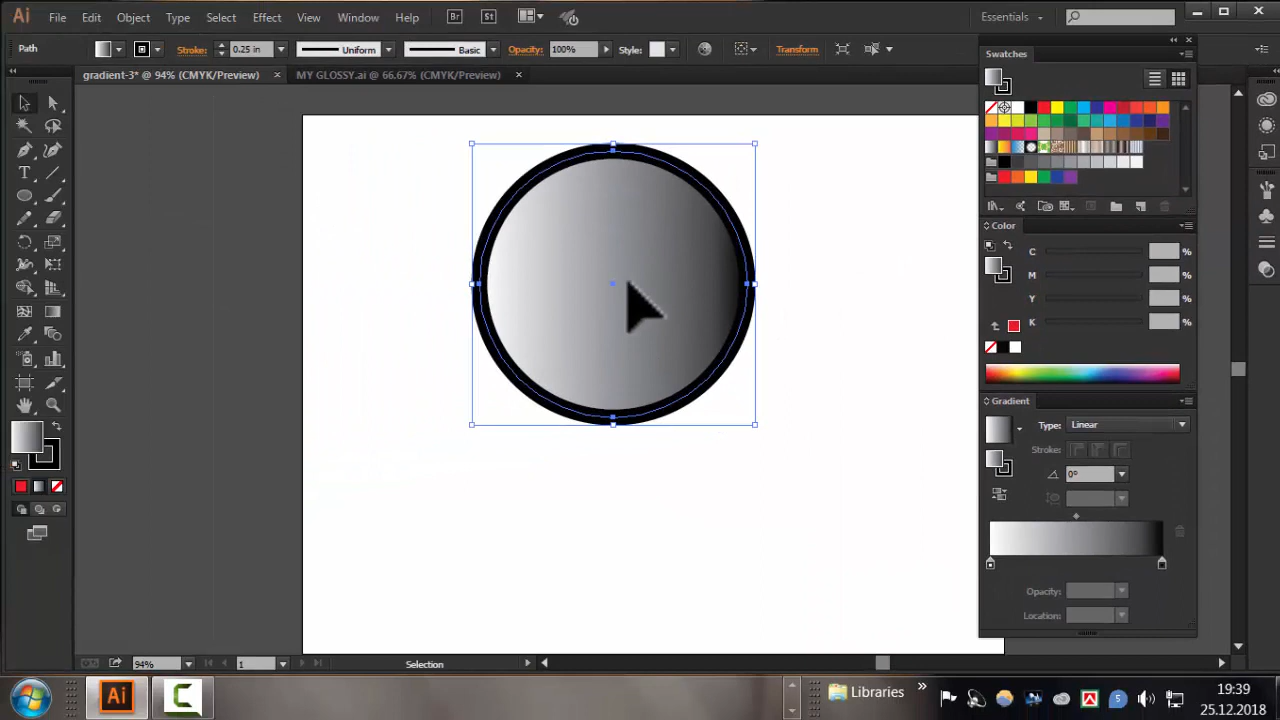 Ai File Edit Object Type Select Effect View Window Help Br St Essentials
Path Stroke: 0.25 in Uniform Basic Opacity: 100% Style: Transform
gradient-3* @ 94% (CMYK/Preview) × MY GLOSSY.ai @ 66.67% (CMYK/Preview) ×
Swatches
Color
C %
M %
Y %
K %
Gradient
Type: Linear
Stroke:
0°
Opacity:
Location:
94% 1 Selection
Ai Libraries » 5 19:39
25.12.2018